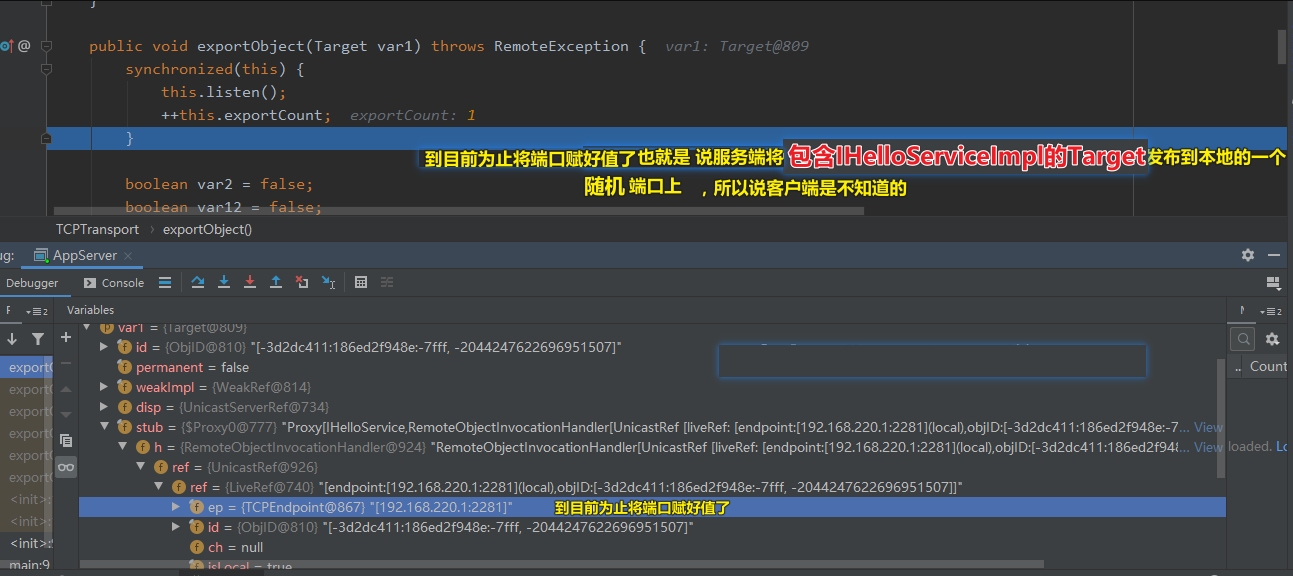 }
public void exportObject(Target var1) throws RemoteException {  var1: Target@809
synchronized(this) {
this.listen();
++this.exportCount;  exportCount: 1
}
到目前为止将端口赋好值了也就是 说服务端将 包含IHelloServiceImpl的Target发布到本地的一个
随机 端口上 ，所以说客户端是不知道的
boolean var2 = false;
boolean var12 = false;
TCPTransport › exportObject()
ug: AppServer ×
Debugger Console
F Variables
var1 = {Target@809}
id = {ObjID@810} "[-3d2dc411:186ed2f948e:-7fff, -2044247622696951507]"
permanent = false
weakImpl = {WeakRef@814}
disp = {UnicastServerRef@734}
stub = {$Proxy0@777} "Proxy[IHelloService,RemoteObjectInvocationHandler[UnicastRef [liveRef: [endpoint:[192.168.220.1:2281](local),objID:[-3d2dc411:186ed2f948e:-7... View
h = {RemoteObjectInvocationHandler@924} "RemoteObjectInvocationHandler[UnicastRef [liveRef: [endpoint:[192.168.220.1:2281](local),objID:[-3d2dc411:186ed2f948e:-7ff... View
ref = {UnicastRef@926}
ref = {LiveRef@740} "[endpoint:[192.168.220.1:2281](local),objID:[-3d2dc411:186ed2f948e:-7fff, -2044247622696951507]]"
ep = {TCPEndpoint@867} "[192.168.220.1:2281]" 到目前为止将端口赋好值了
id = {ObjID@810} "[-3d2dc411:186ed2f948e:-7fff, -2044247622696951507]"
ch = null
isLocal = true
export
export
export
export
export
export
<init>:
<init>:
<init>:
main:9
.. Count
loaded. Lo